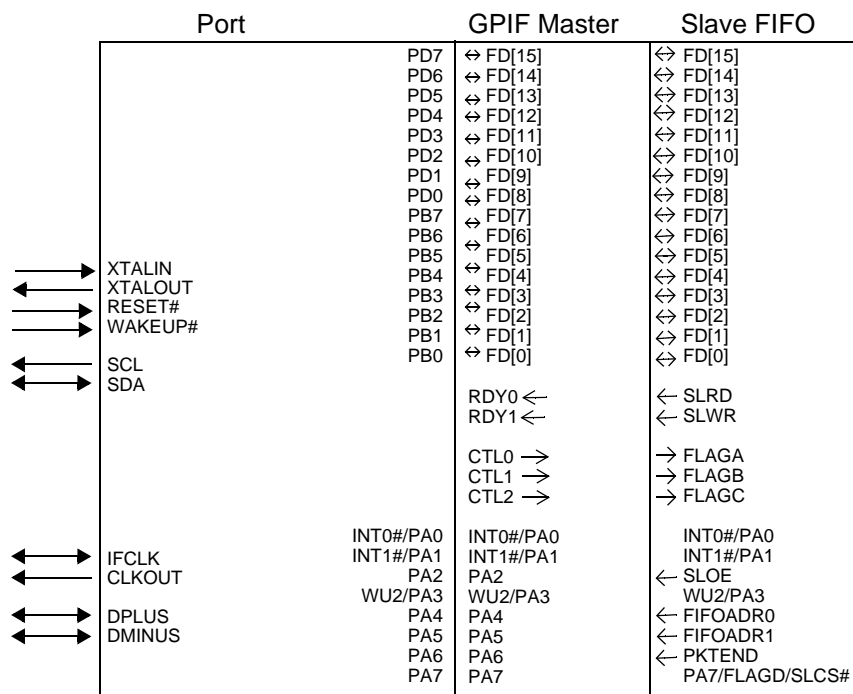 Port GPIF Master Slave FIFO
PD7 FD[15] FD[15]
PD6 FD[14] FD[14]
PD5 FD[13] FD[13]
PD4 FD[12] FD[12]
PD3 FD[11] FD[11]
PD2 FD[10] FD[10]
PD1 FD[9] FD[9]
PD0 FD[8] FD[8]
PB7 FD[7] FD[7]
PB6 FD[6] FD[6]
PB5 FD[5] FD[5]
XTALIN PB4 FD[4] FD[4]
XTALOUT PB3 FD[3] FD[3]
RESET# PB2 FD[2] FD[2]
WAKEUP# PB1 FD[1] FD[1]
SCL PB0 FD[0] FD[0]
SDA
RDY0 SLRD
RDY1 SLWR
CTL0 FLAGA
CTL1 FLAGB
CTL2 FLAGC
INT0#/PA0 INT0#/PA0 INT0#/PA0
IFCLK INT1#/PA1 INT1#/PA1 INT1#/PA1
CLKOUT PA2 PA2 SLOE
WU2/PA3 WU2/PA3 WU2/PA3
DPLUS PA4 PA4 FIFOADR0
DMINUS PA5 PA5 FIFOADR1
PA6 PA6 PKTEND
PA7 PA7 PA7/FLAGD/SLCS#